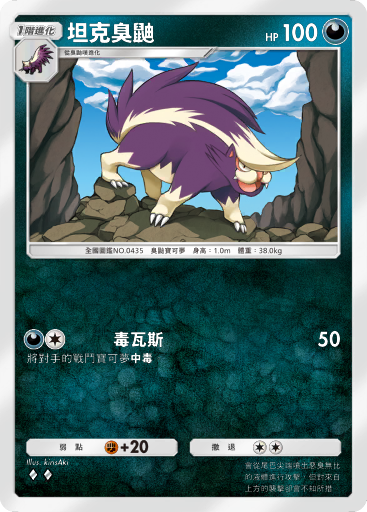 1階進化
坦克臭鼬
HP 100
從臭鼬噗進化
全國圖鑑NO.0435 臭鼬寶可夢 身高：1.0m 體重：38.0kg
毒瓦斯 50
將對手的戰鬥寶可夢中毒
弱點 +20 撤退
Illus. kirisAki
會從尾巴尖端噴出惡臭無比
的液體進行攻擊，但對來自
上方的襲擊卻會不知所措。